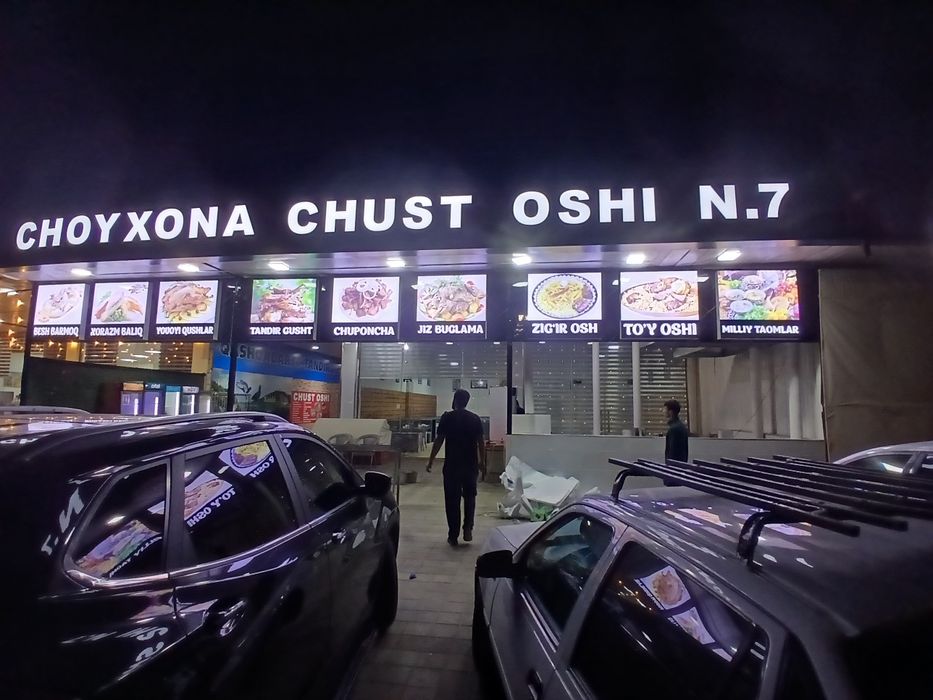 CHOYXONA CHUST OSHI N.7
BESH BARMOQ
XORAZM BALIQ
YOVOYI QUSHLAR
TANDIR GUSHT
CHUPONCHA
JIZ BUGLAMA
ZIG'IR OSH
TO'Y OSHI
MILLIY TAOMLAR
CHUST OSHI